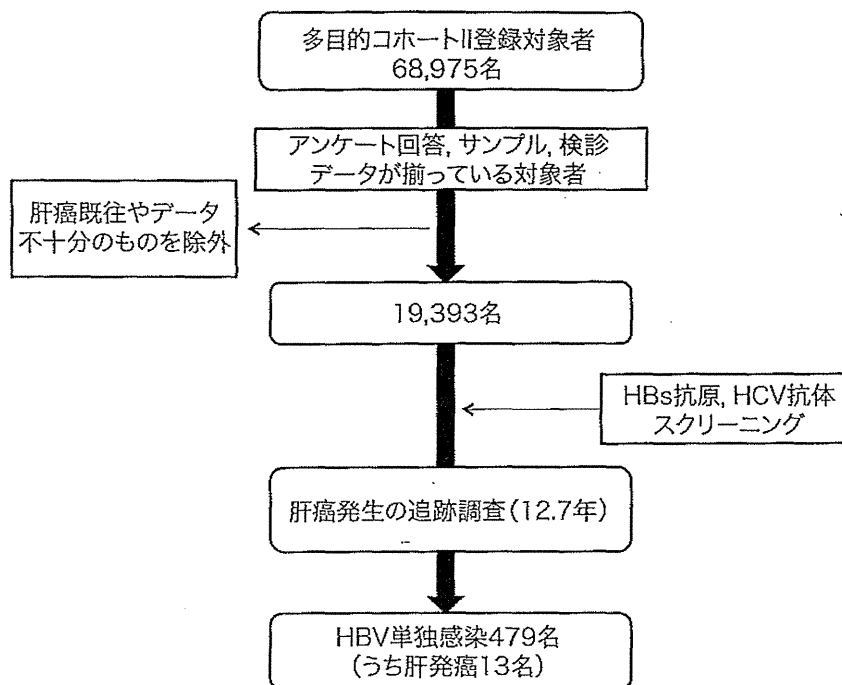 多目的コホートII登録対象者
68,975名
アンケート回答, サンプル, 検診
データが揃っている対象者
肝癌既往やデータ
不十分のものを除外
19,393名
HBs抗原, HCV抗体
スクリーニング
肝癌発生の追跡調査(12.7年)
HBV単独感染479名
(うち肝発癌13名)